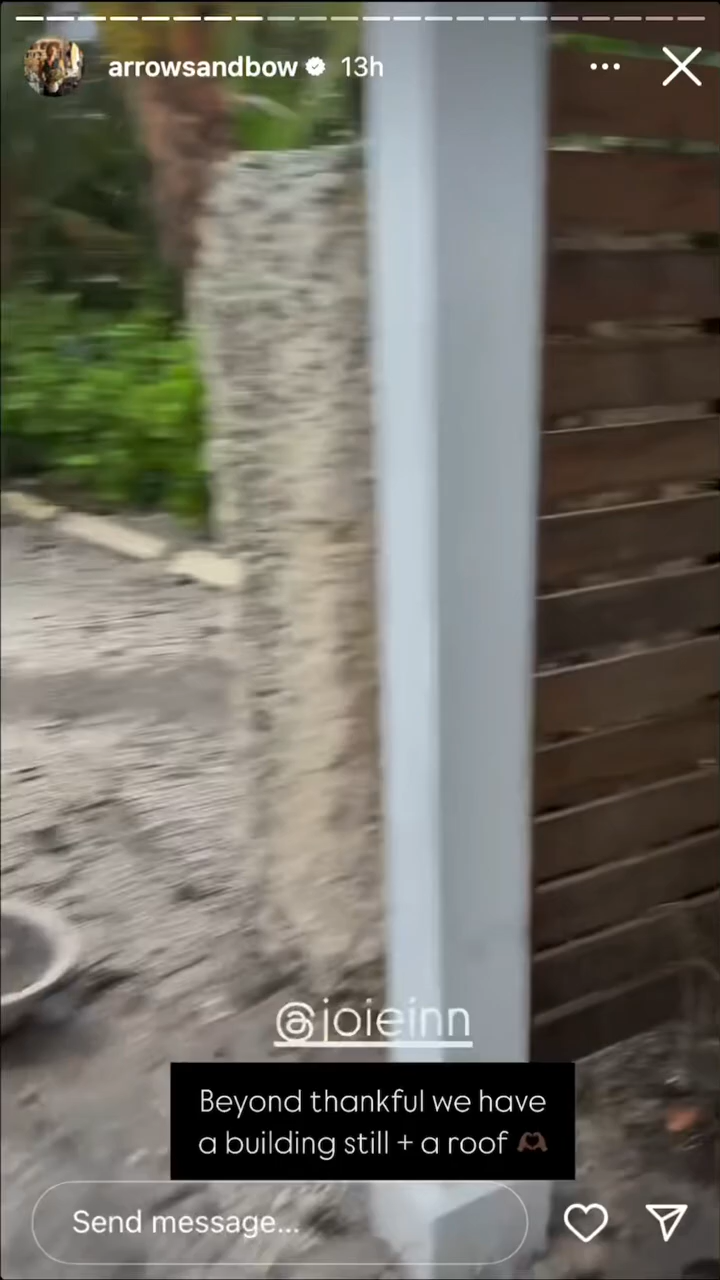 arrowsandbow 13h
@joieinn
Beyond thankful we have
a building still + a roof 🫶🏾
Send message...